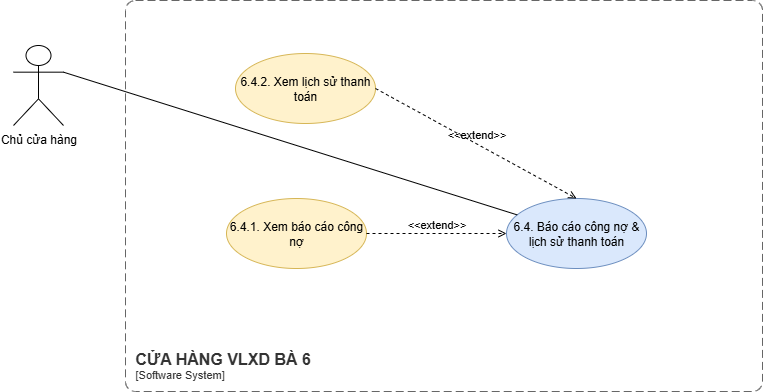 6.4.2. Xem lịch sử thanh
toán
Chủ cửa hàng
<<extend>>
6.4.1. Xem báo cáo công
nợ
<<extend>>
6.4. Báo cáo công nợ &
lịch sử thanh toán
CỬA HÀNG VLXD BÀ 6
[Software System]